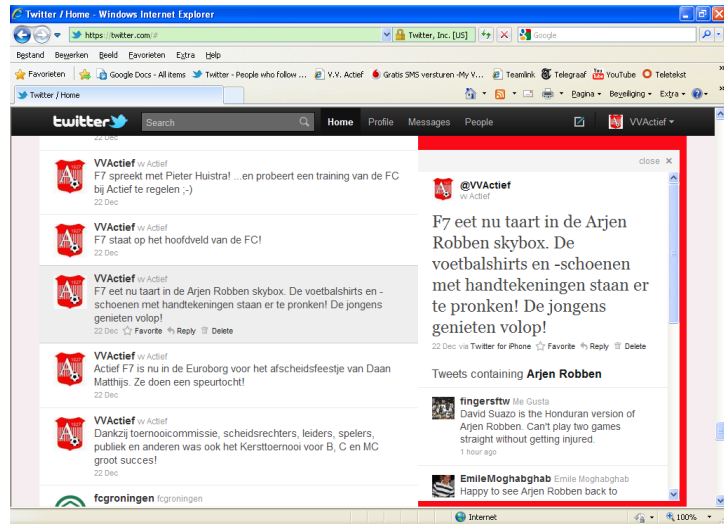 Twitter / Home - Windows Internet Explorer
https://twitter.com/#
Twitter, Inc. [US]
Google
Bestand Bewerken Beeld Favorieten Extra Help
Favorieten Google Docs - All items Twitter - People who follow ... V.V. Actief Gratis SMS versturen -My V... Teamlink Telegraaf YouTube Teletekst
Twitter / Home
Pagina Beveiliging Extra
twitter Search Home Profile Messages People VVActief
22 Dec
VVActief vv Actief
F7 spreekt met Pieter Huistra! ...en probeert een training van de FC
bij Actief te regelen ;-)
22 Dec
VVActief vv Actief
F7 staat op het hoofdveld van de FC!
22 Dec
VVActief vv Actief
F7 eet nu taart in de Arjen Robben skybox. De voetbalshirts en -
schoenen met handtekeningen staan er te pronken! De jongens
genieten volop!
22 Dec Favorite Reply Delete
VVActief vv Actief
Actief F7 is nu in de Euroborg voor het afscheidsfeestje van Daan
Matthijs. Ze doen een speurtocht!
22 Dec
VVActief vv Actief
Dankzij toernooicommissie, scheidsrechters, leiders, spelers,
publiek en anderen was ook het Kersttoernooi voor B, C en MC
groot succes!
22 Dec
fcgroningen fcgroningen
close ×
@VVActief
vv Actief
F7 eet nu taart in de Arjen
Robben skybox. De
voetbalshirts en -schoenen
met handtekeningen staan er
te pronken! De jongens
genieten volop!
22 Dec via Twitter for iPhone Favorite Reply Delete
Tweets containing Arjen Robben
fingersftw Me Gusta
David Suazo is the Honduran version of
Arjen Robben. Can't play two games
straight without getting injured.
1 hour ago
EmileMoghabghab Emile Moghabghab
Happy to see Arjen Robben back to
Internet
100%